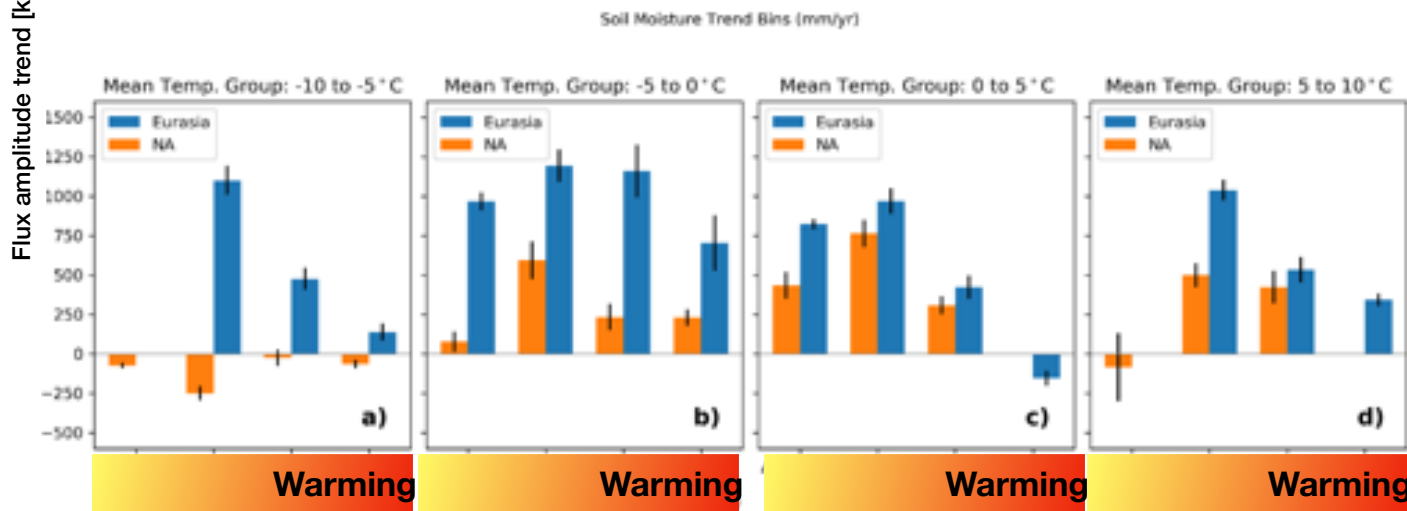 Flux amplitude trend [k
Soil Moisture Trend Bins (mm/yr)
Mean Temp. Group: -10 to -5°C
Mean Temp. Group: -5 to 0°C
Mean Temp. Group: 0 to 5°C
Mean Temp. Group: 5 to 10°C
1500
1250
1000
750
500
250
0
−250
−500
Eurasia
NA
a)
Eurasia
NA
b)
Eurasia
NA
c)
Eurasia
NA
d)
Warming
Warming
Warming
Warming